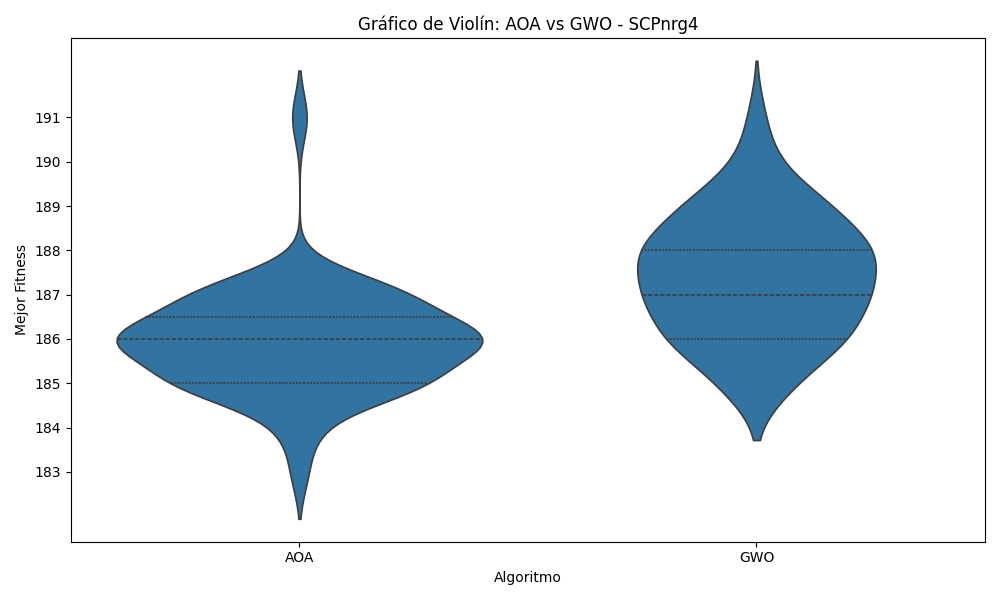 Gráfico de Violín: AOA vs GWO - SCPnrg4
Mejor Fitness
191
190
189
188
187
186
185
184
183
AOA
GWO
Algoritmo